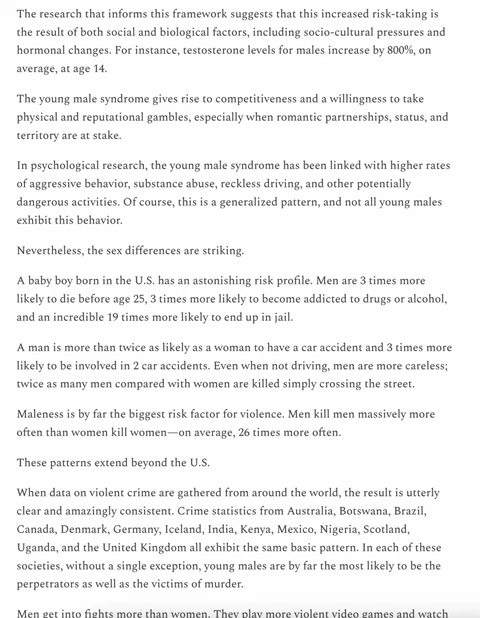 The research that informs this framework suggests that this increased risk-taking is
the result of both social and biological factors, including socio-cultural pressures and
hormonal changes. For instance, testosterone levels for males increase by 800%, on
average, at age 14.
The young male syndrome gives rise to competitiveness and a willingness to take
physical and reputational gambles, especially when romantic partnerships, status, and
territory are at stake.
In psychological research, the young male syndrome has been linked with higher rates
of aggressive behavior, substance abuse, reckless driving, and other potentially
dangerous activities. Of course, this is a generalized pattern, and not all young males
exhibit this behavior.
Nevertheless, the sex differences are striking.
A baby boy born in the U.S. has an astonishing risk profile. Men are 3 times more
likely to die before age 25, 3 times more likely to become addicted to drugs or alcohol,
and an incredible 19 times more likely to end up in jail.
A man is more than twice as likely as a woman to have a car accident and 3 times more
likely to be involved in 2 car accidents. Even when not driving, men are more careless;
twice as many men compared with women are killed simply crossing the street.
Maleness is by far the biggest risk factor for violence. Men kill men massively more
often than women kill women—on average, 26 times more often.
These patterns extend beyond the U.S.
When data on violent crime are gathered from around the world, the result is utterly
clear and amazingly consistent. Crime statistics from Australia, Botswana, Brazil,
Canada, Denmark, Germany, Iceland, India, Kenya, Mexico, Nigeria, Scotland,
Uganda, and the United Kingdom all exhibit the same basic pattern. In each of these
societies, without a single exception, young males are by far the most likely to be the
perpetrators as well as the victims of murder.
Men get into fights more than women. They play more violent video games and watch